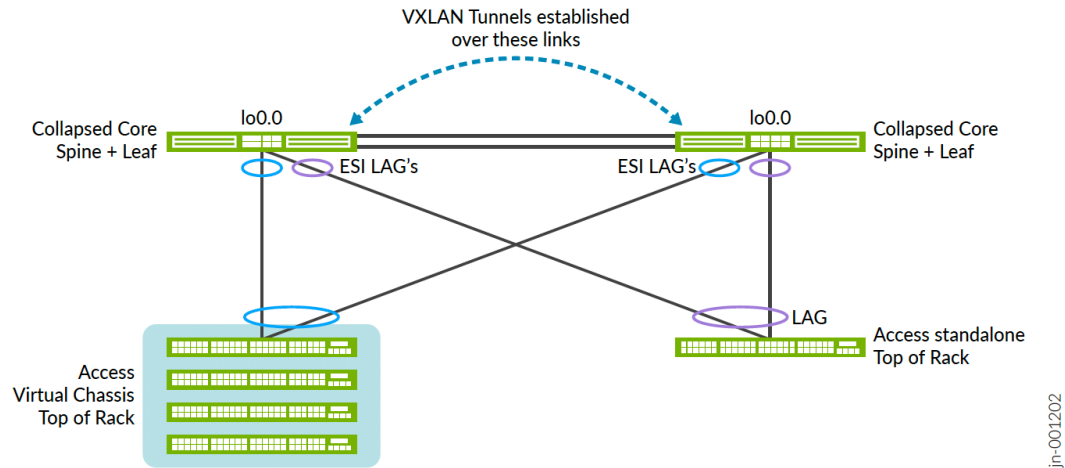 VXLAN Tunnels established
over these links
lo0.0
lo0.0
Collapsed Core
Spine + Leaf
Collapsed Core
Spine + Leaf
ESI LAG's
ESI LAG's
LAG
Access
Virtual Chassis
Top of Rack
Access standalone
Top of Rack
jn-001202